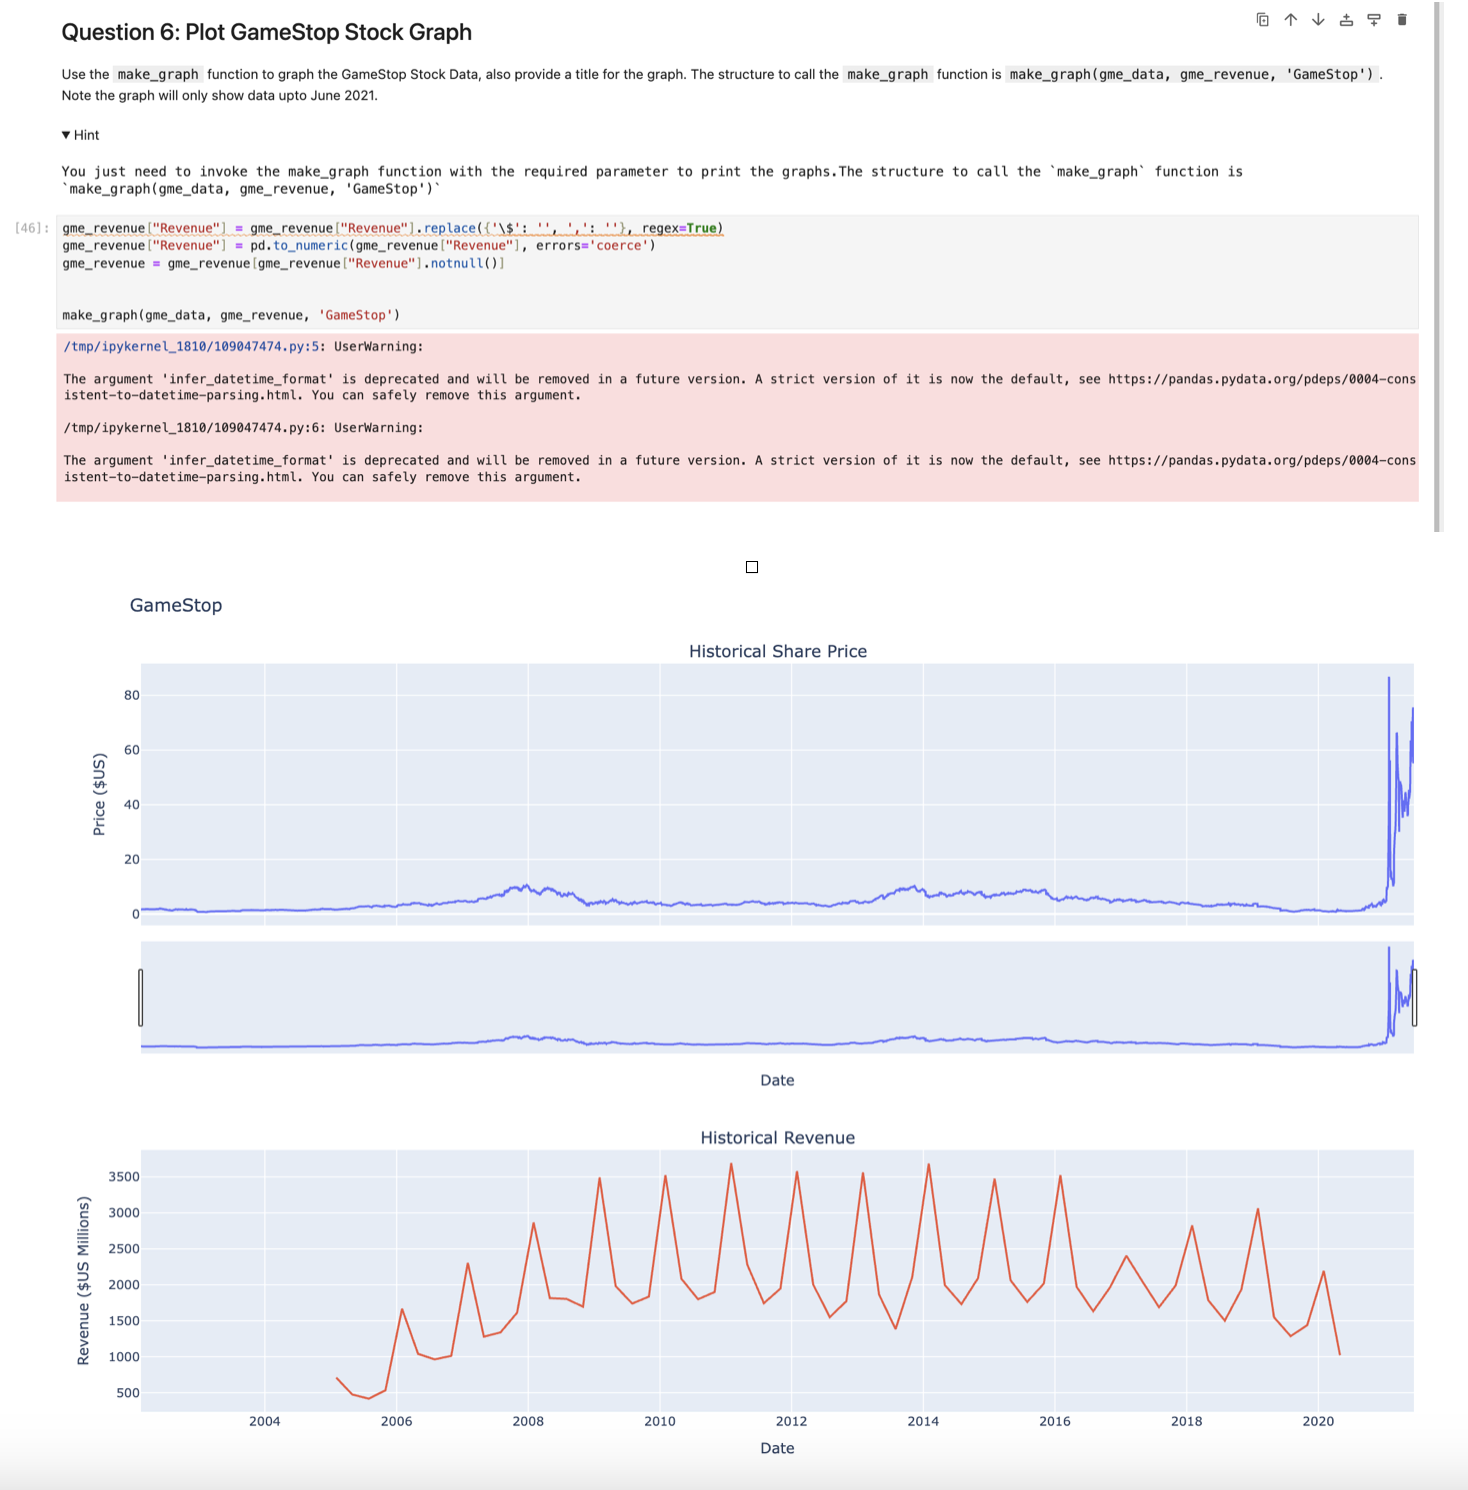 Question 6: Plot GameStop Stock Graph
Use the make_graph function to graph the GameStop Stock Data, also provide a title for the graph. The structure to call the make_graph function is make_graph(gme_data, gme_revenue, 'GameStop') .
Note the graph will only show data upto June 2021.
▼ Hint
You just need to invoke the make_graph function with the required parameter to print the graphs.The structure to call the `make_graph` function is
`make_graph(gme_data, gme_revenue, 'GameStop')`
[46]: gme_revenue["Revenue"] = gme_revenue["Revenue"].replace({'\$': '', ',': ''}, regex=True)
gme_revenue["Revenue"] = pd.to_numeric(gme_revenue["Revenue"], errors='coerce')
gme_revenue = gme_revenue[gme_revenue["Revenue"].notnull()]
make_graph(gme_data, gme_revenue, 'GameStop')
/tmp/ipykernel_1810/109047474.py:5: UserWarning:
The argument 'infer_datetime_format' is deprecated and will be removed in a future version. A strict version of it is now the default, see https://pandas.pydata.org/pdeps/0004-cons
istent-to-datetime-parsing.html. You can safely remove this argument.
/tmp/ipykernel_1810/109047474.py:6: UserWarning:
The argument 'infer_datetime_format' is deprecated and will be removed in a future version. A strict version of it is now the default, see https://pandas.pydata.org/pdeps/0004-cons
istent-to-datetime-parsing.html. You can safely remove this argument.
GameStop
Historical Share Price
80
60
40
20
0
Price ($US)
Date
Historical Revenue
3500
3000
2500
2000
1500
1000
500
Revenue ($US Millions)
2004 2006 2008 2010 2012 2014 2016 2018 2020
Date